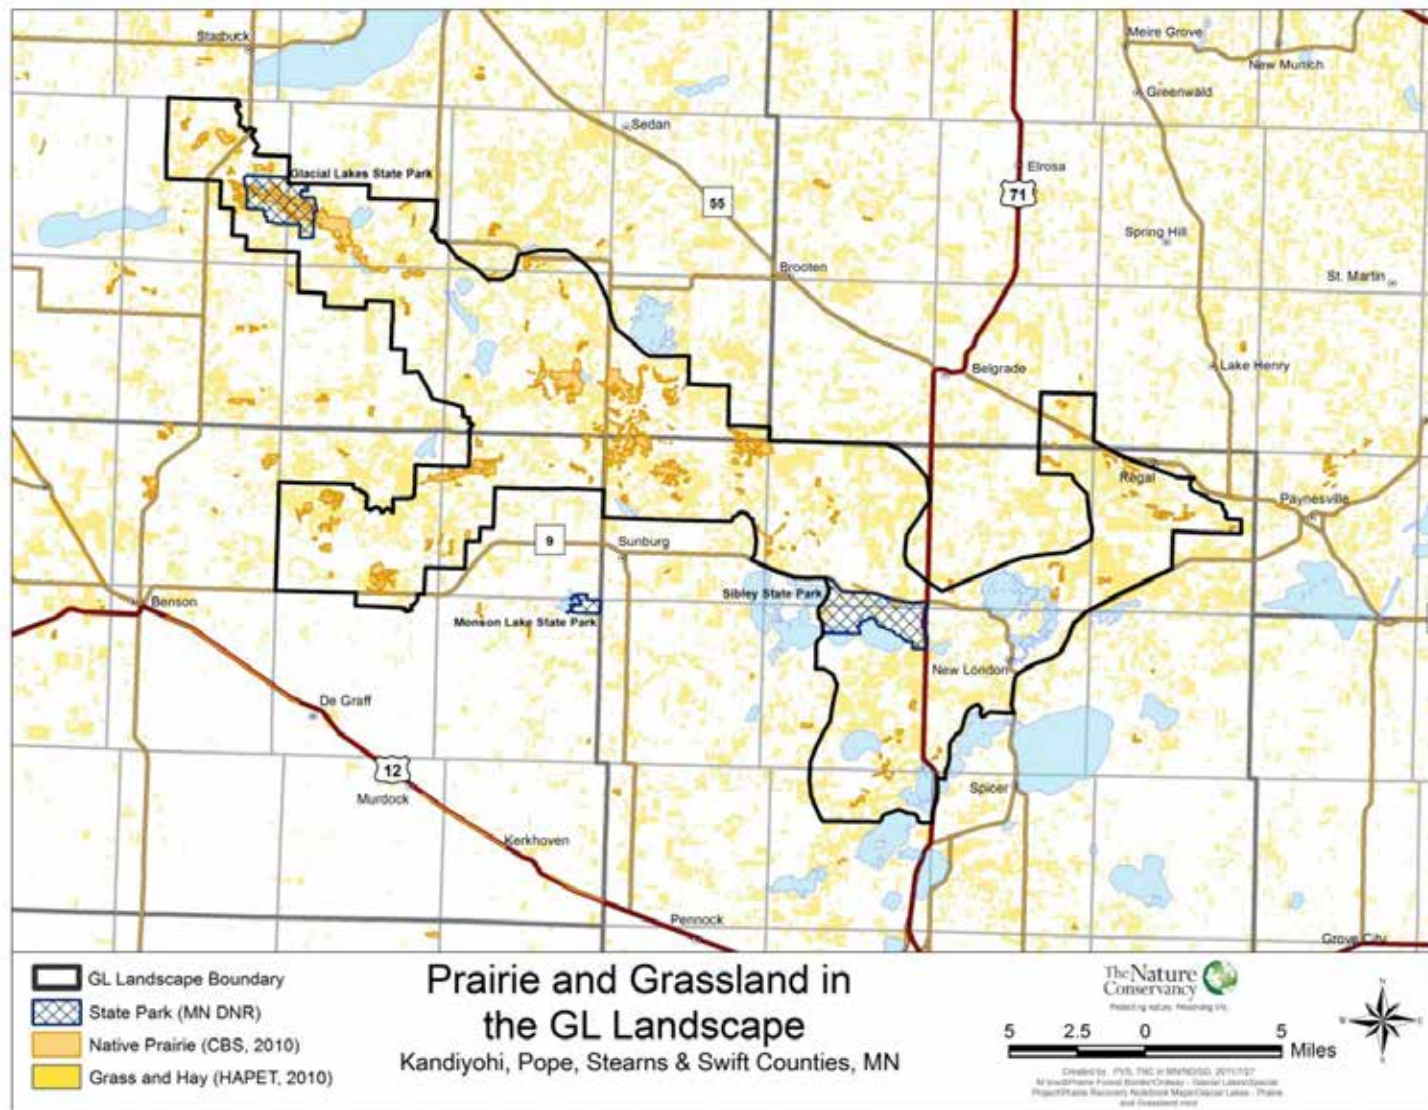 Starbuck
Meire Grove
New Munich
Greenwald
Sedan
Glacial Lakes State Park
Elrosa
55
71
Spring Hill
Brooten
St. Martin
Belgrade
Lake Henry
Regal
Paynesville
9
Sunburg
Benson
Sibley State Park
Monson Lake State Park
New London
De Graff
12
Murdock
Spicer
Kerkhoven
Pennock
Grove City
GL Landscape Boundary
State Park (MN DNR)
Native Prairie (CBS, 2010)
Grass and Hay (HAPET, 2010)
Prairie and Grassland in
the GL Landscape
Kandiyohi, Pope, Stearns & Swift Counties, MN
The Nature
Conservancy
Protecting nature. Preserving life.
5 2.5 0 5
Miles
N
W E
S